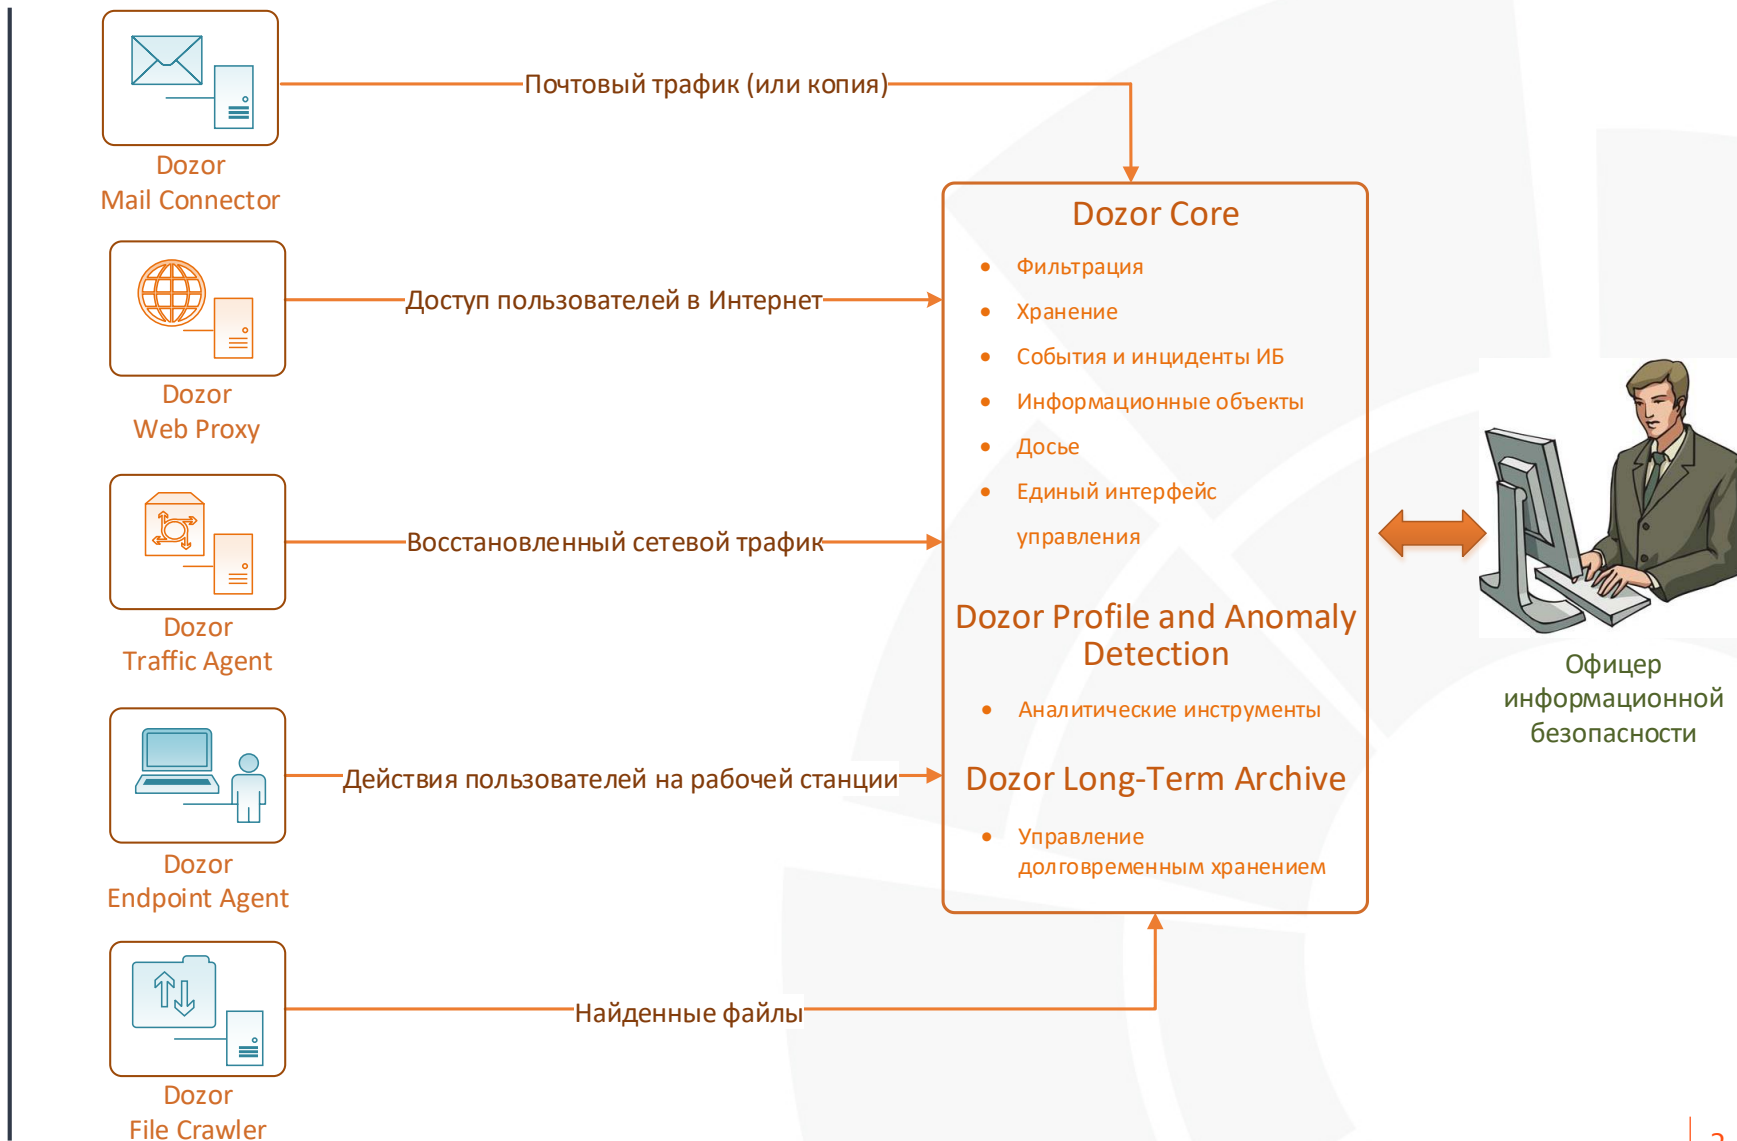 Почтовый трафик (или копия)
Dozor
Mail Connector
Доступ пользователей в Интернет
Dozor
Web Proxy
Восстановленный сетевой трафик
Dozor
Traffic Agent
Действия пользователей на рабочей станции
Dozor
Endpoint Agent
Найденные файлы
Dozor
File Crawler
Dozor Core
• Фильтрация
• Хранение
• События и инциденты ИБ
• Информационные объекты
• Досье
• Единый интерфейс
управления
Dozor Profile and Anomaly
Detection
• Аналитические инструменты
Dozor Long-Term Archive
• Управление
долговременным хранением
Офицер
информационной
безопасности